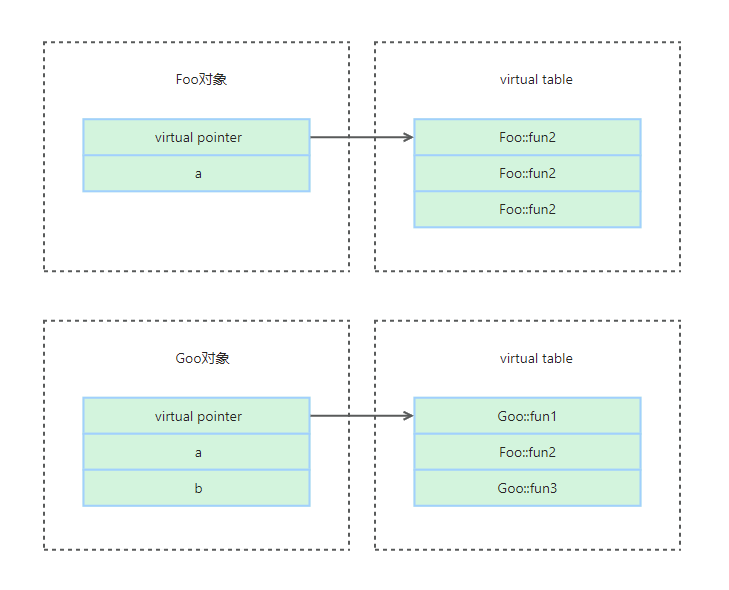 Foo对象
virtual table
virtual pointer
Foo::fun2
a
Foo::fun2
Foo::fun2
Goo对象
virtual table
virtual pointer
Goo::fun1
a
Foo::fun2
b
Goo::fun3